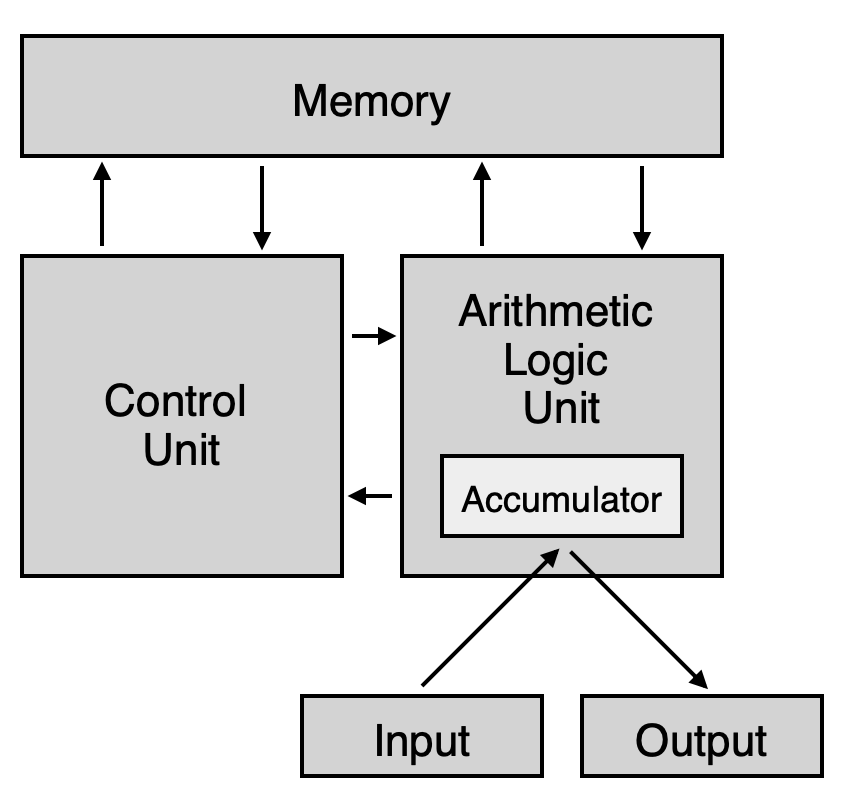 Memory
Control
Unit
Arithmetic
Logic
Unit
Accumulator
Input
Output